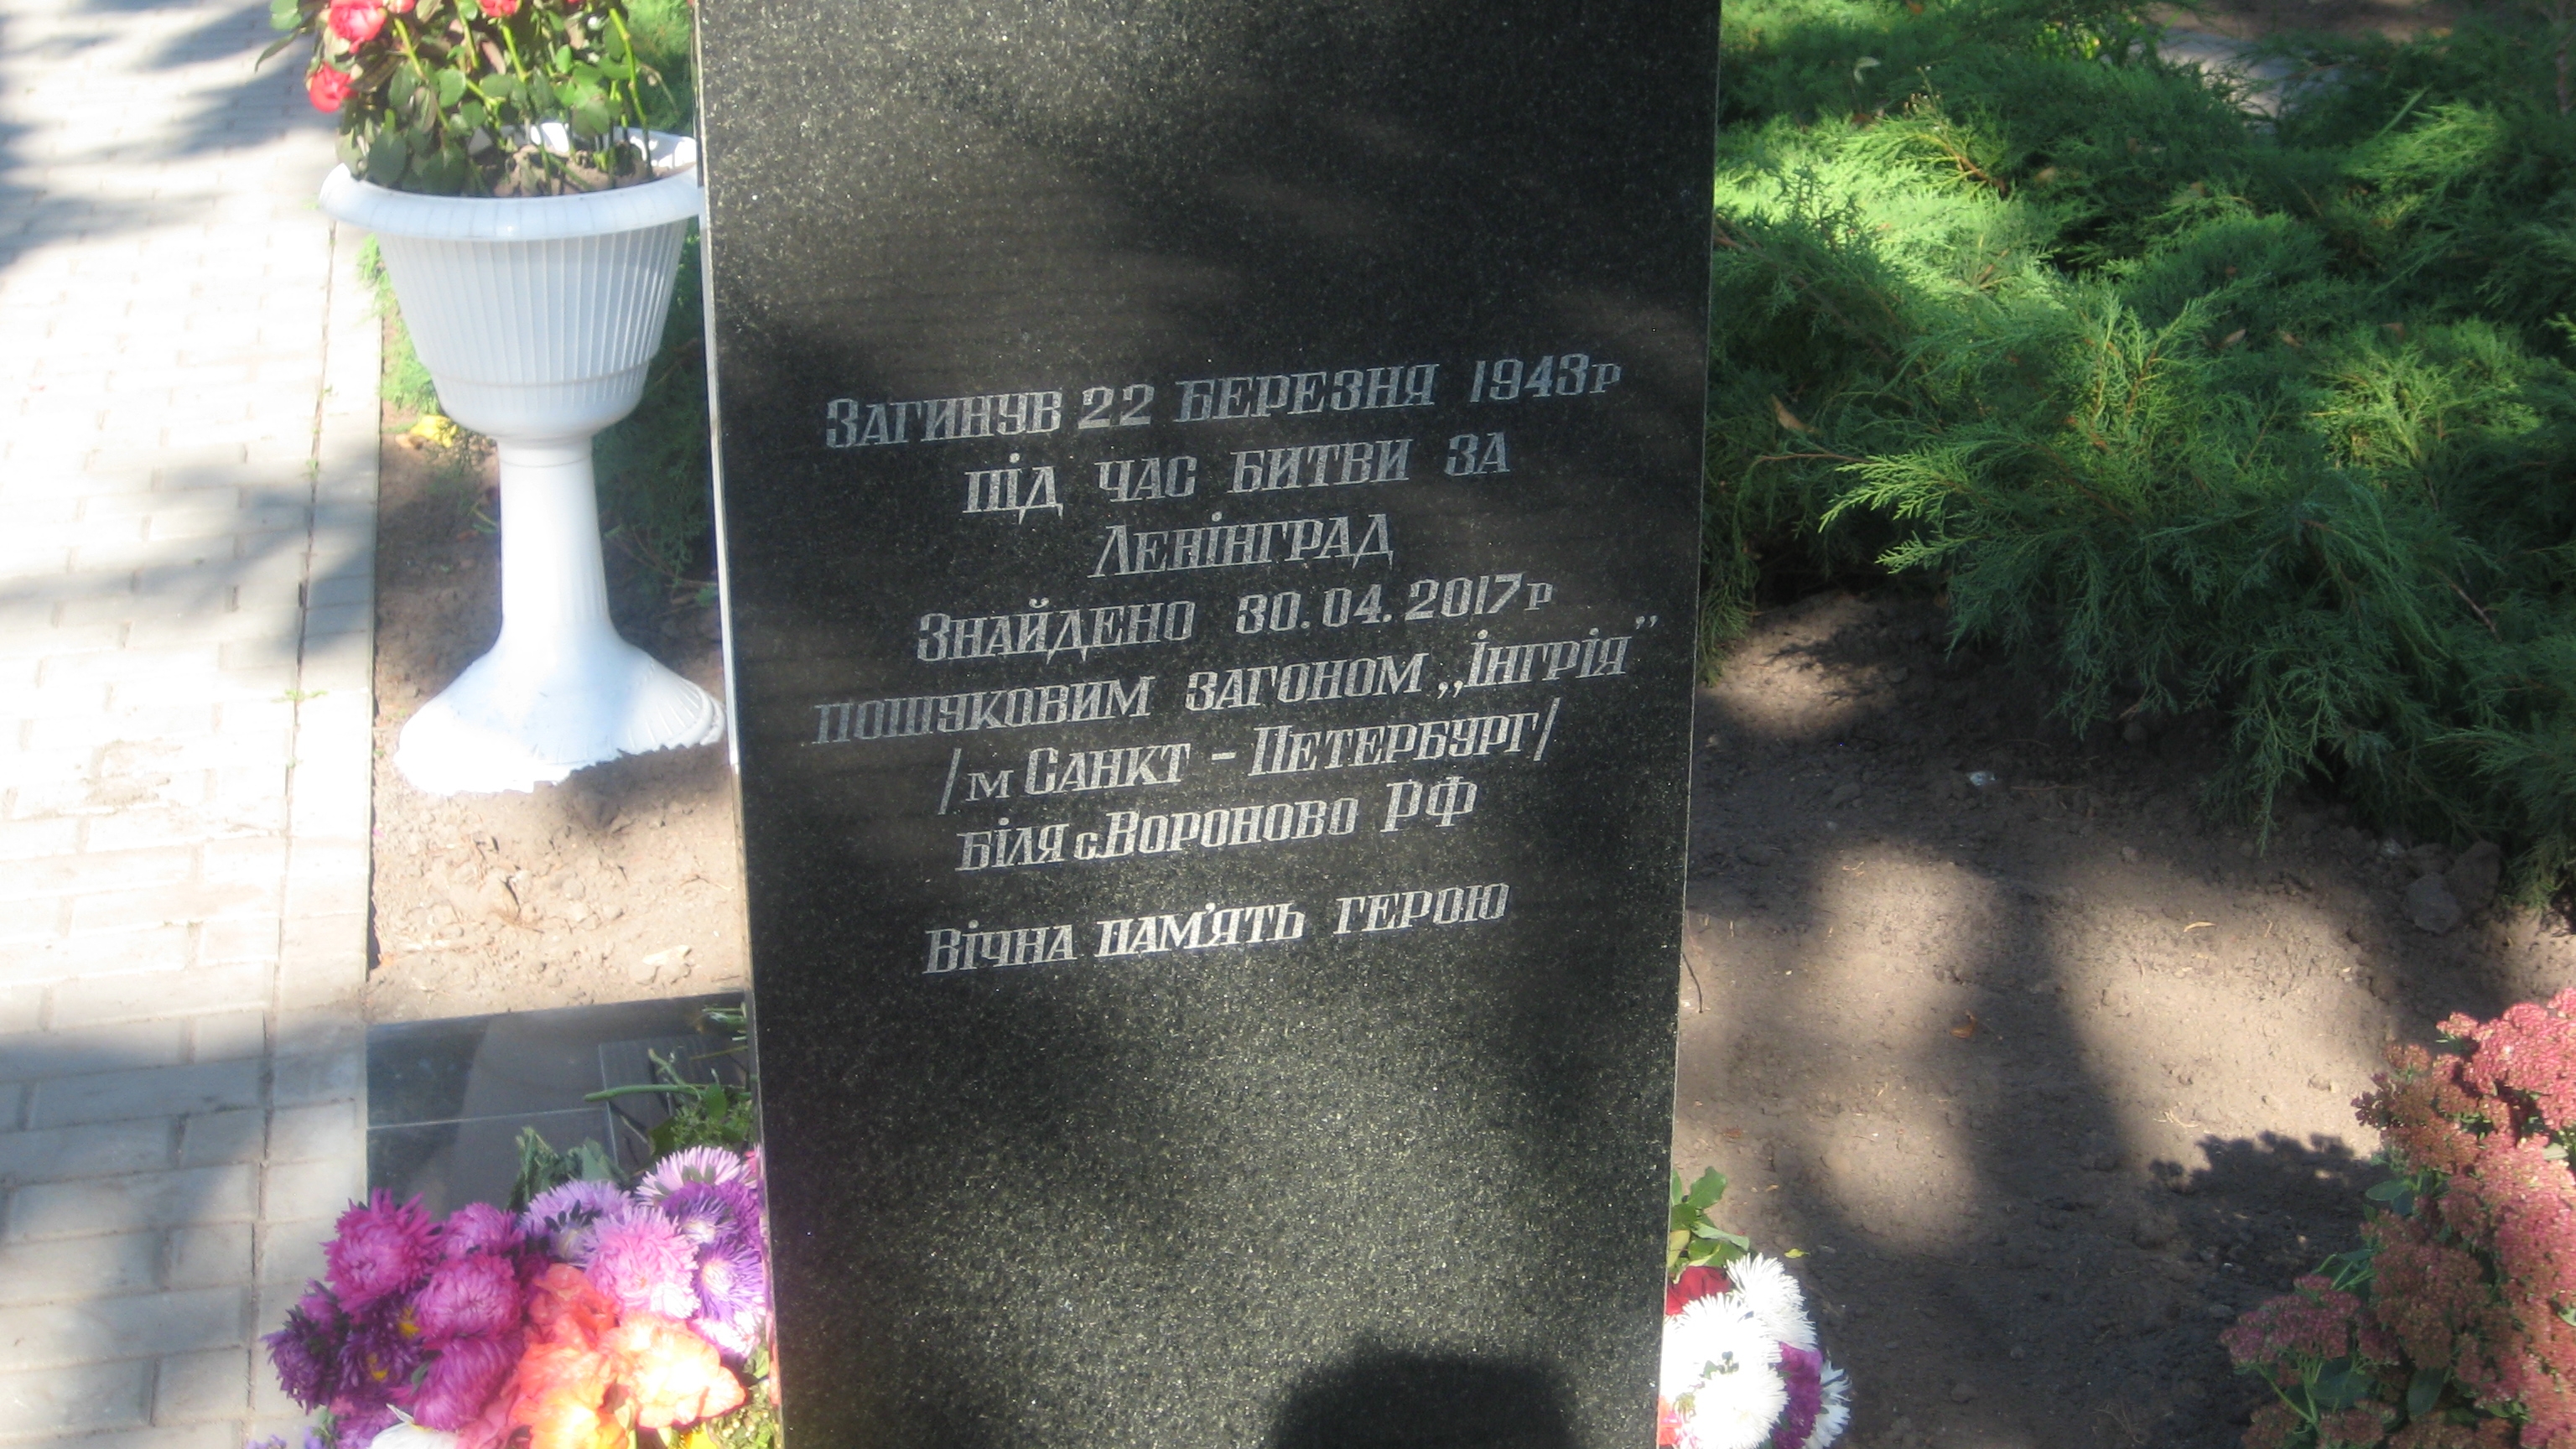 Загинув 22 березня 1943р
під час битви за
Ленінград
Знайдено 30.04.2017р
пошуковим загоном „Інгрія”
/м Санкт - Петербург/
біля с.Вороново РФ
Вічна пам'ять герою